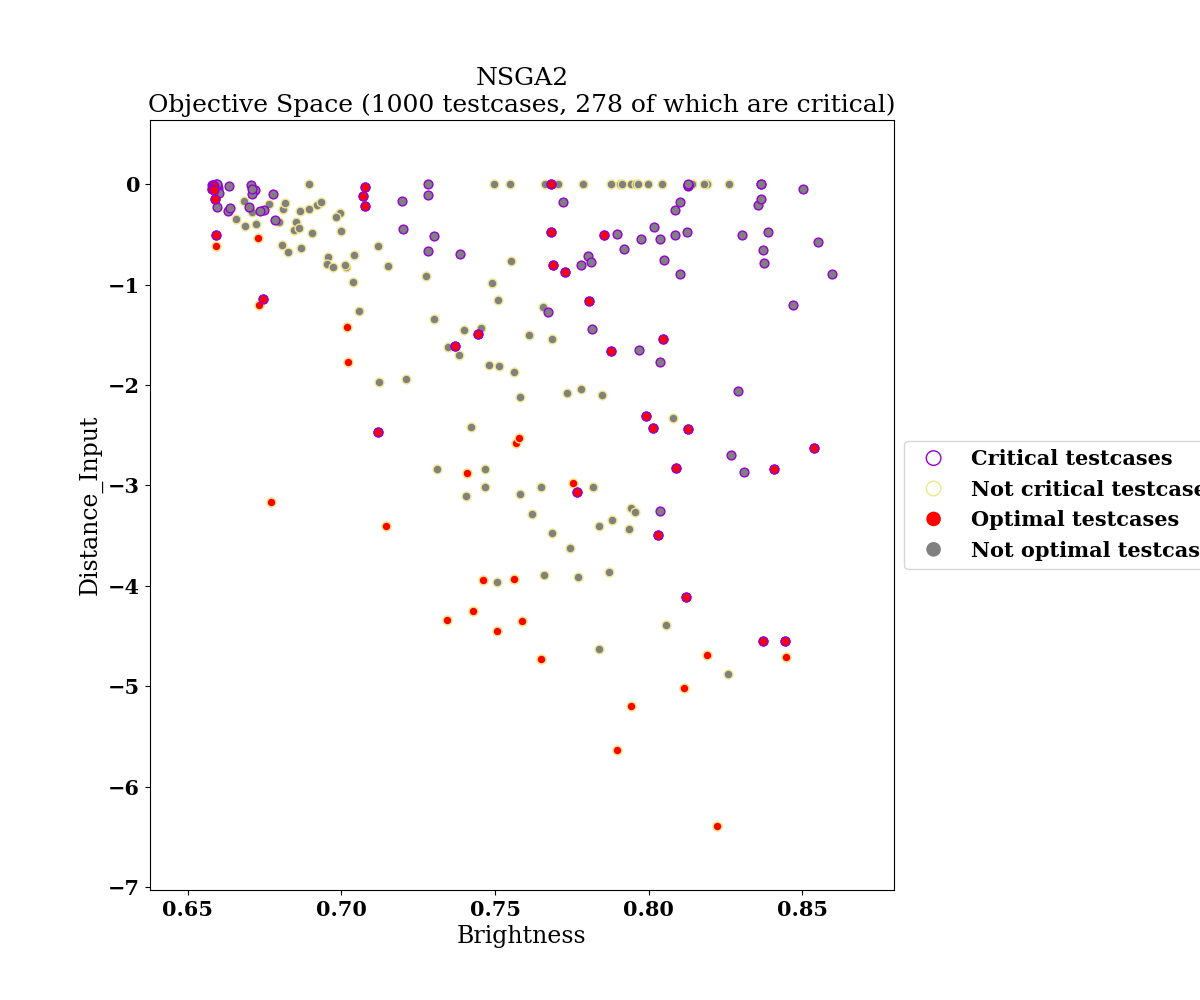 NSGA2
Objective Space (1000 testcases, 278 of which are critical)
0
−1
−2
−3
−4
−5
−6
−7
Distance_Input
0.65 0.70 0.75 0.80 0.85
Brightness
Critical testcases
Not critical testcase
Optimal testcases
Not optimal testcas